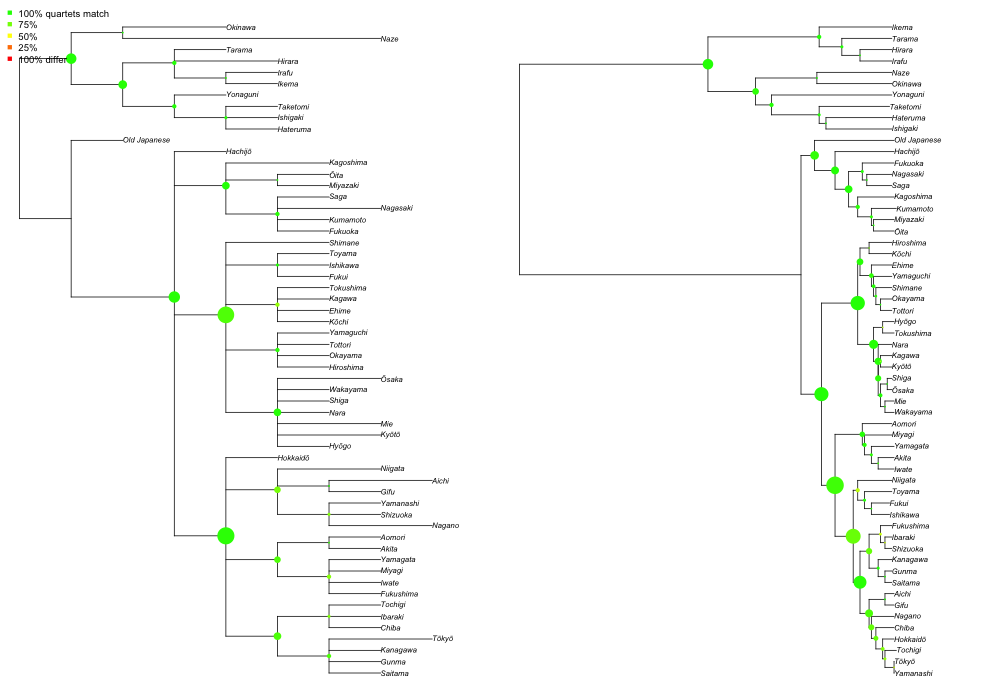 100% quartets match
75%
50%
25%
100% differ
Okinawa
Naze
Tarama
Hirara
Irafu
Ikema
Yonaguni
Taketomi
Ishigaki
Hateruma
Old Japanese
Hachijō
Kagoshima
Ōita
Miyazaki
Saga
Nagasaki
Kumamoto
Fukuoka
Shimane
Toyama
Ishikawa
Fukui
Tokushima
Kagawa
Ehime
Kōchi
Yamaguchi
Tottori
Okayama
Hiroshima
Ōsaka
Wakayama
Shiga
Nara
Mie
Kyōtō
Hyōgo
Hokkaidō
Niigata
Aichi
Gifu
Yamanashi
Shizuoka
Nagano
Aomori
Akita
Yamagata
Miyagi
Iwate
Fukushima
Tochigi
Ibaraki
Chiba
Tōkyō
Kanagawa
Gunma
Saitama
Ikema
Tarama
Hirara
Irafu
Naze
Okinawa
Yonaguni
Taketomi
Hateruma
Ishigaki
Old Japanese
Hachijō
Fukuoka
Nagasaki
Saga
Kagoshima
Kumamoto
Miyazaki
Ōita
Hiroshima
Kōchi
Ehime
Yamaguchi
Shimane
Okayama
Tottori
Hyōgo
Tokushima
Nara
Kagawa
Kyōtō
Shiga
Ōsaka
Mie
Wakayama
Aomori
Miyagi
Yamagata
Akita
Iwate
Niigata
Toyama
Fukui
Ishikawa
Fukushima
Ibaraki
Shizuoka
Kanagawa
Gunma
Saitama
Aichi
Gifu
Nagano
Chiba
Hokkaidō
Tochigi
Tōkyō
Yamanashi